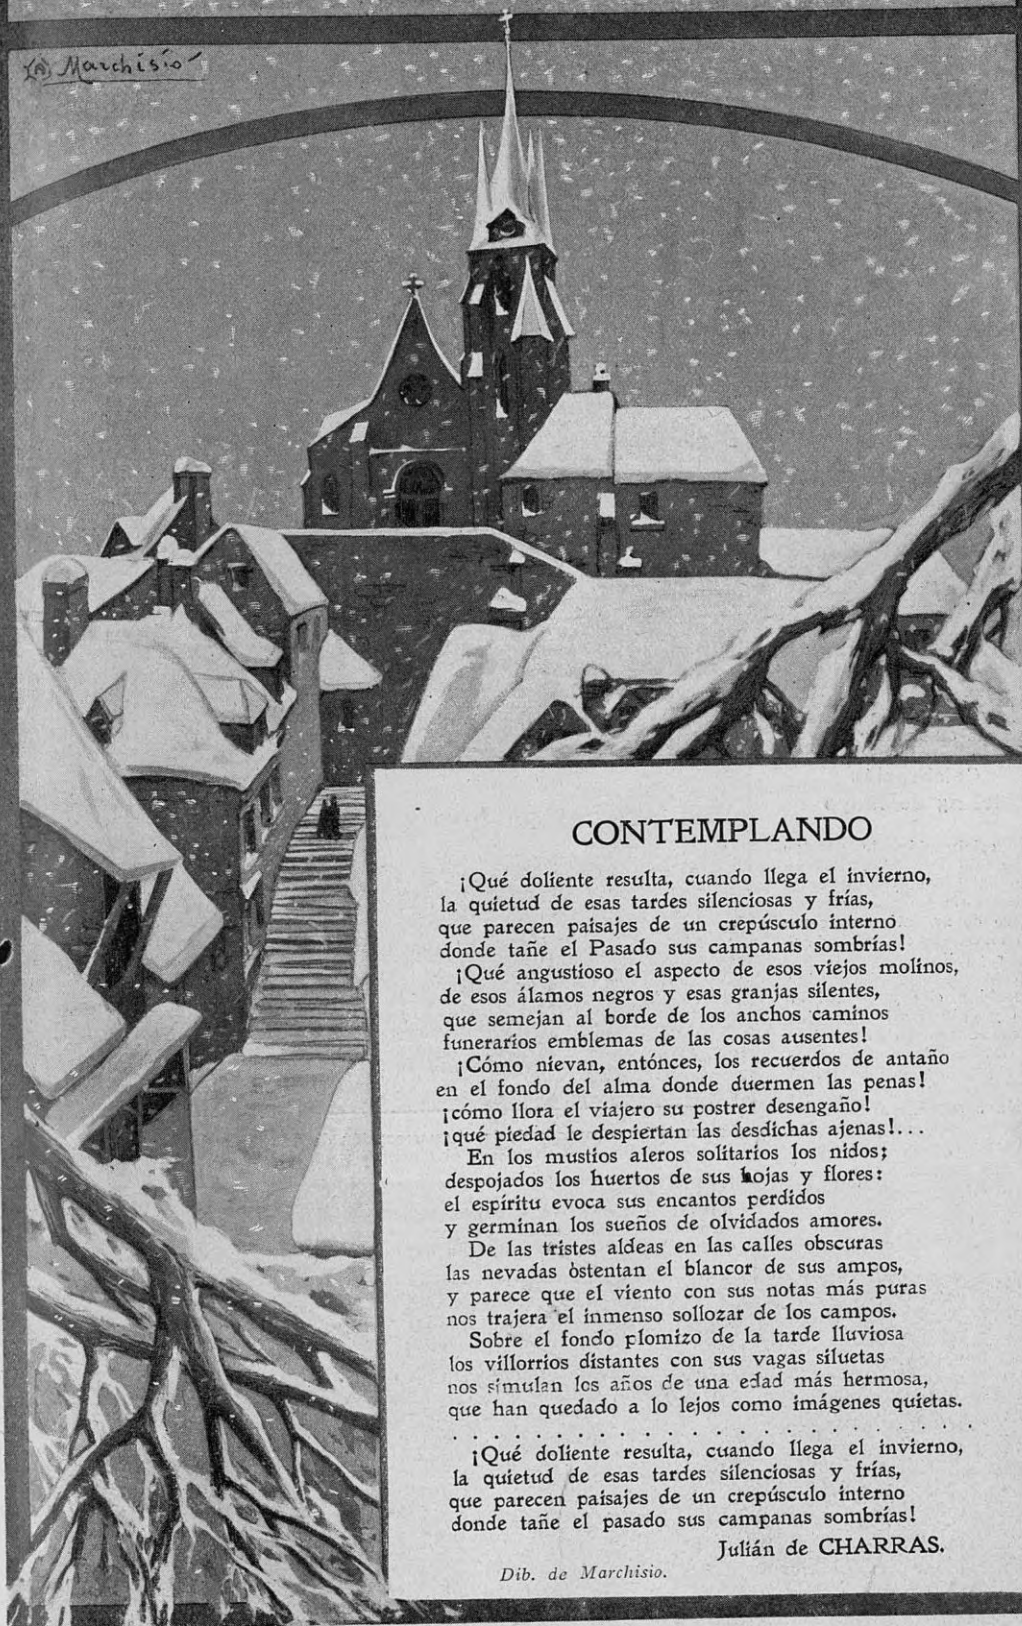 Marchisio
CONTEMPLANDO
¡Qué doliente resulta, cuando llega el invierno,
la quietud de esas tardes silenciosas y frías,
que parecen paisajes de un crepúsculo interno
donde tañe el Pasado sus campanas sombrías!
¡Qué angustioso el aspecto de esos viejos molinos,
de esos álamos negros y esas granjas silentes,
que semejan al borde de los anchos caminos
funerarios emblemas de las cosas ausentes!
¡Cómo nievan, entónces, los recuerdos de antaño
en el fondo del alma donde duermen las penas!
¡cómo llora el viajero su postrer desengaño!
¡qué piedad le despiertan las desdichas ajenas!...
En los mustios aleros solitarios los nidos;
despojados los huertos de sus hojas y flores:
el espíritu evoca sus encantos perdidos
y germinan los sueños de olvidados amores.
De las tristes aldeas en las calles obscuras
las nevadas ostentan el blancor de sus ampos,
y parece que el viento con sus notas más puras
nos trajera el inmenso sollozar de los campos.
Sobre el fondo plomizo de la tarde lluviosa
los villorrios distantes con sus vagas siluetas
nos simulan los años de una edad más hermosa,
que han quedado a lo lejos como imágenes quietas.
. . . . . . . . . . . . . . . . . . . . . . . . . .
¡Qué doliente resulta, cuando llega el invierno,
la quietud de esas tardes silenciosas y frías,
que parecen paisajes de un crepúsculo interno
donde tañe el pasado sus campanas sombrías!
Julián de CHARRAS.
Dib. de Marchisio.